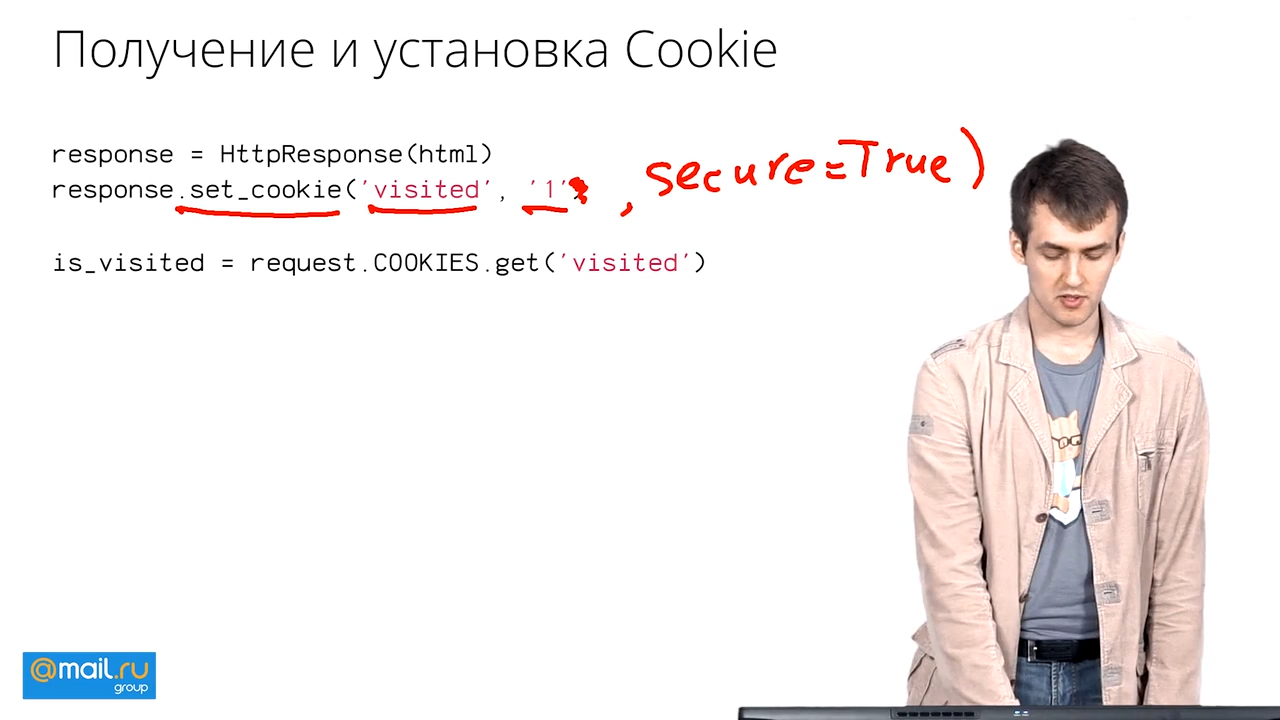 Получение и установка Cookie
response = HttpResponse(html)
response.set_cookie('visited', '1' , secure=True)
is_visited = request.COOKIES.get('visited')
@mail.ru
group